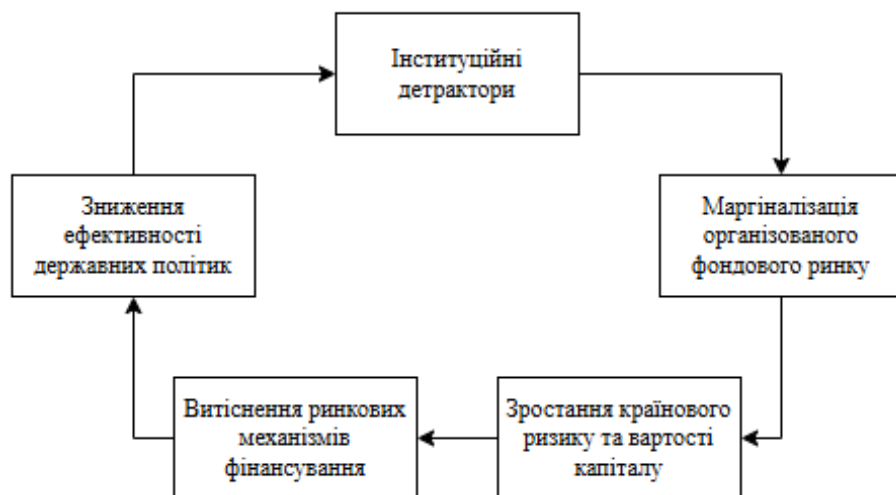 Інституційні
детрактори
Зниження
ефективності
державних політик
Маргіналізація
організованого
фондового ринку
Витіснення ринкових
механізмів
фінансування
Зростання країнового
ризику та вартості
капіталу